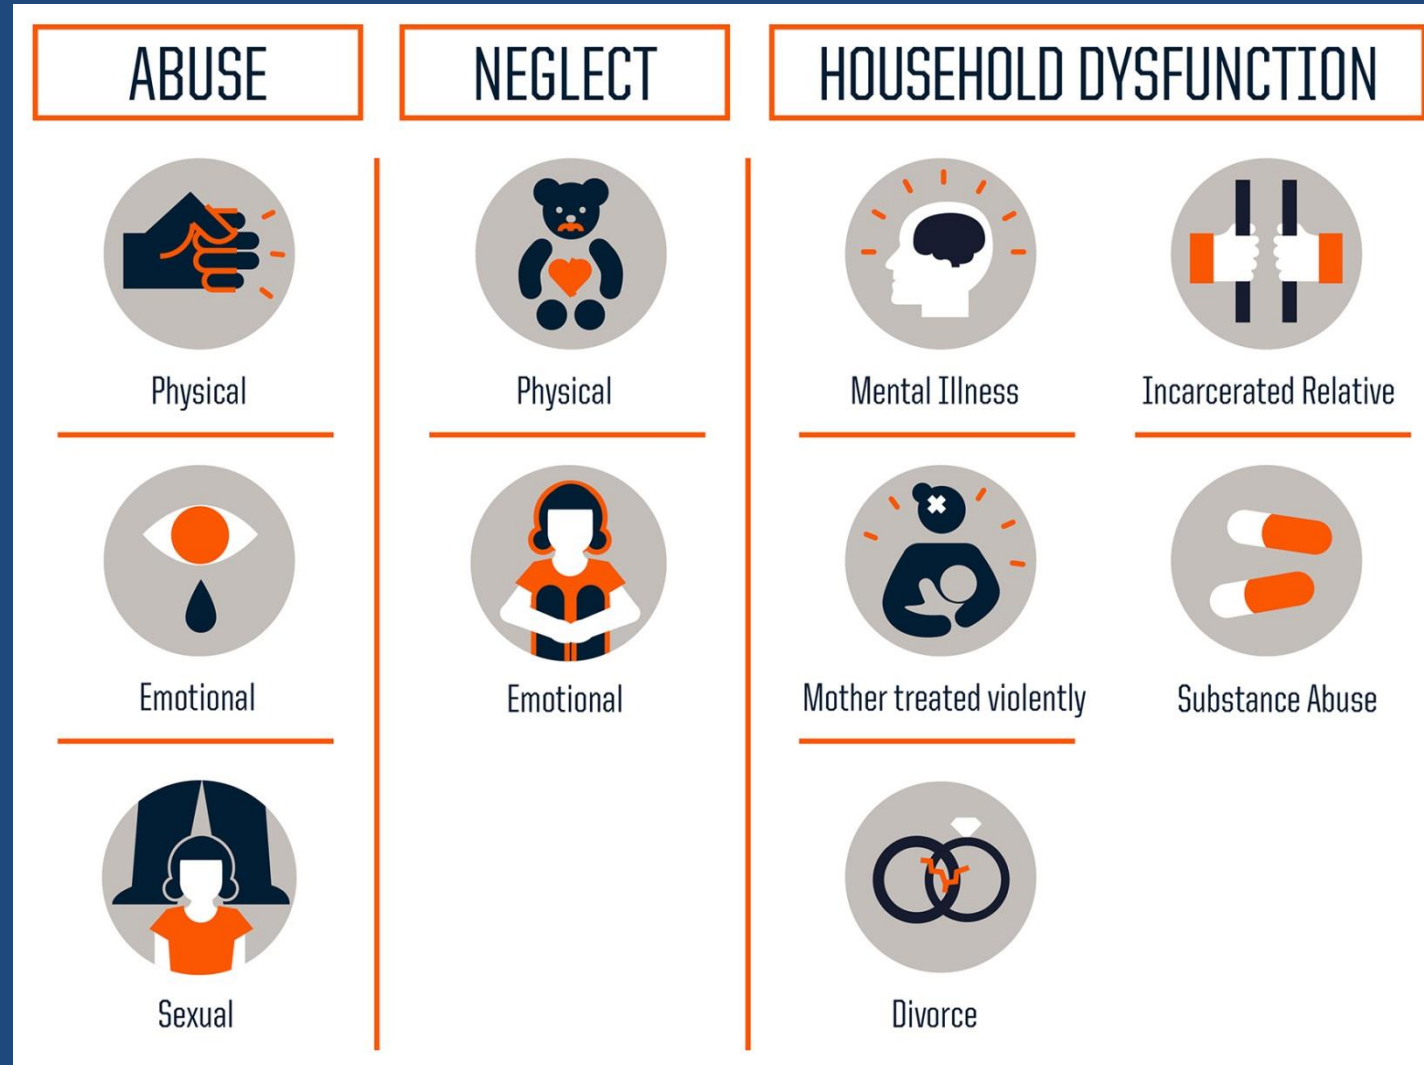 ABUSE
Physical
Emotional
Sexual
NEGLECT
Physical
Emotional
HOUSEHOLD DYSFUNCTION
Mental Illness
Incarcerated Relative
Mother treated violently
Substance Abuse
Divorce